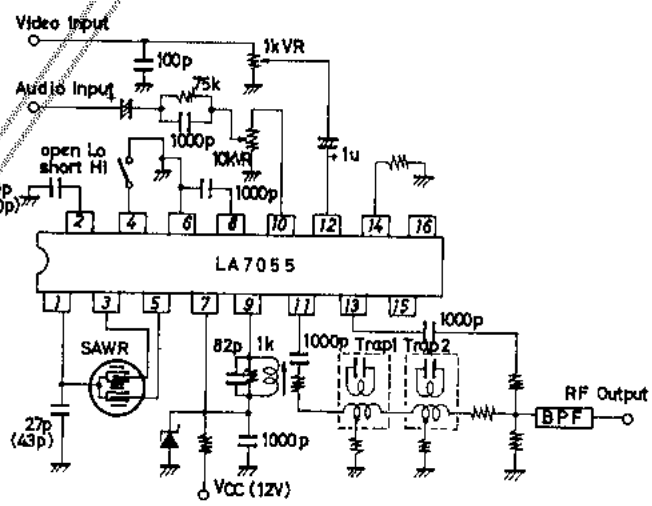 Video Input
1kVR
100p
Audio Input
+
75k
1000p
10kVR
open Lo
short Hi
1000p
+ 1u
2 4 6 8 10 12 14 16
LA7055
1 3 5 7 9 11 13 15
SAWR
82p
1k
1000p
Trap1
Trap2
1000p
27p
(43p)
1000p
RF Output
BPF
VCC (12V)